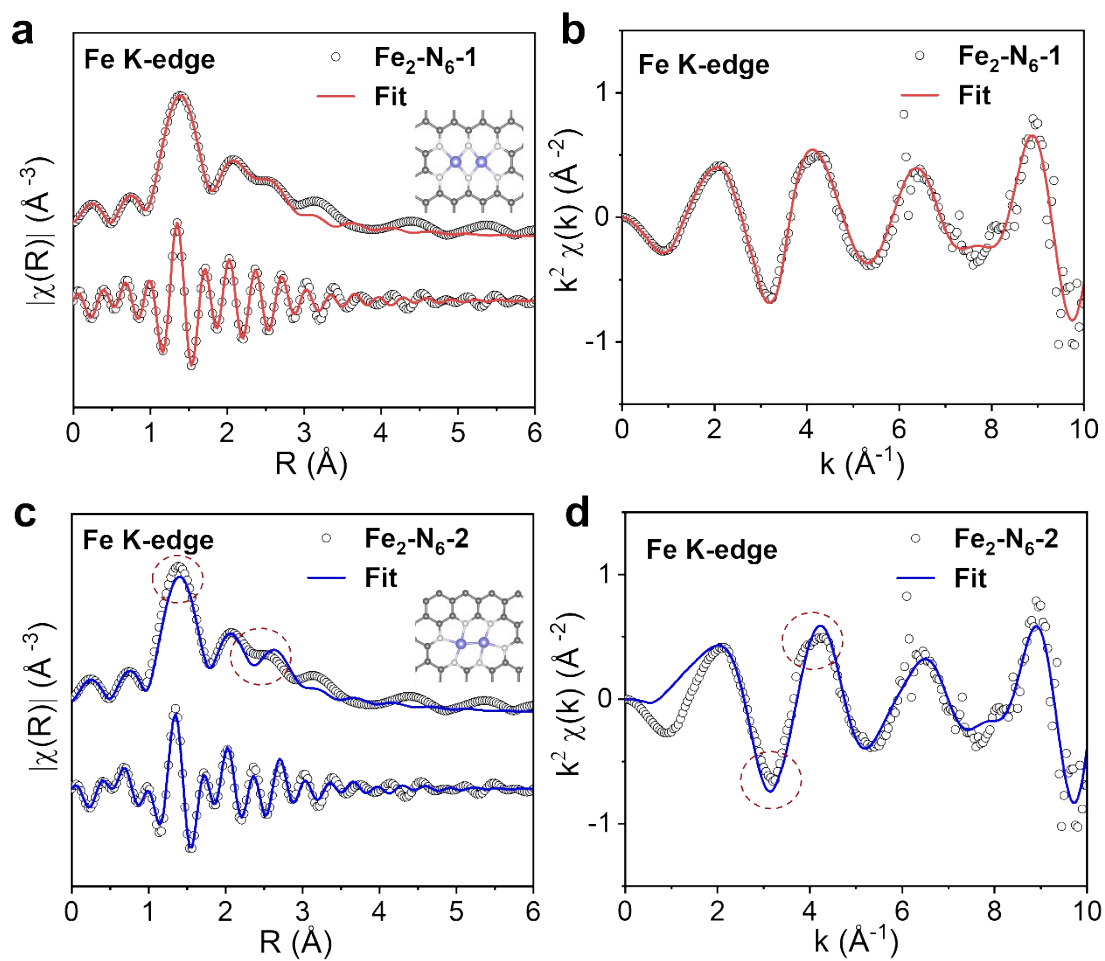 a
Fe K-edge
Fe₂-N₆-1
Fit
|χ(R)| (Å⁻³)
0 1 2 3 4 5 6
R (Å)
b
Fe K-edge
Fe₂-N₆-1
Fit
k² χ(k) (Å⁻²)
1
0
-1
0 2 4 6 8 10
k (Å⁻¹)
c
Fe K-edge
Fe₂-N₆-2
Fit
|χ(R)| (Å⁻³)
0 1 2 3 4 5 6
R (Å)
d
Fe K-edge
Fe₂-N₆-2
Fit
k² χ(k) (Å⁻²)
1
0
-1
0 2 4 6 8 10
k (Å⁻¹)